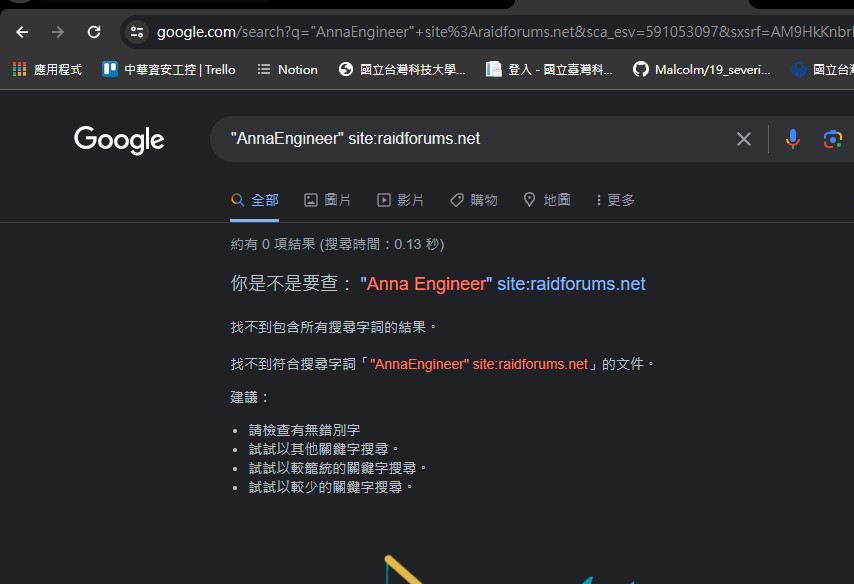 google.com/search?q="AnnaEngineer"+site%3Araidforums.net&sca_esv=591053097&sxsrf=AM9HkKnbrl
應用程式 中華資安工控 | Trello Notion 國立台灣科技大學... 登入 - 國立臺灣科... Malcolm/19_severi... 國立台
Google "AnnaEngineer" site:raidforums.net
全部 圖片 影片 購物 地圖 更多
約有 0 項結果 (搜尋時間：0.13 秒)
你是不是要查： "Anna Engineer" site:raidforums.net
找不到包含所有搜尋字詞的結果。
找不到符合搜尋字詞「"AnnaEngineer" site:raidforums.net」的文件。
建議：
• 請檢查有無錯別字
• 試試以其他關鍵字搜尋。
• 試試以較籠統的關鍵字搜尋。
• 試試以較少的關鍵字搜尋。